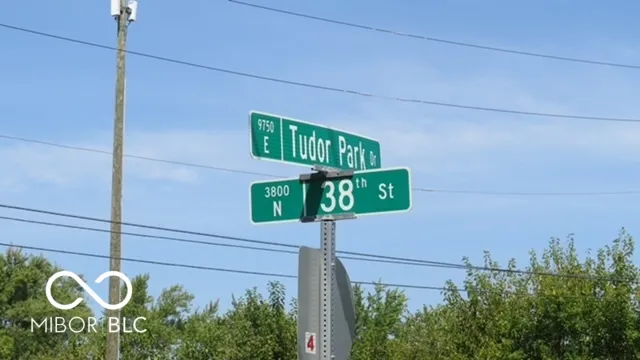 9750
E
Tudor Park Dr
3800
N
38th St
4
MIBOR BLC